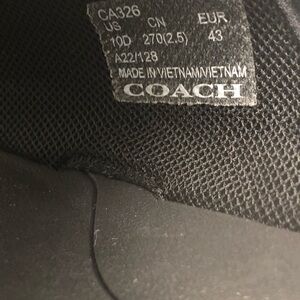 CA326
US CN EUR
10D 270(2.5) 43
A22/128
MADE IN VIETNAM/VIETNAM
COACH